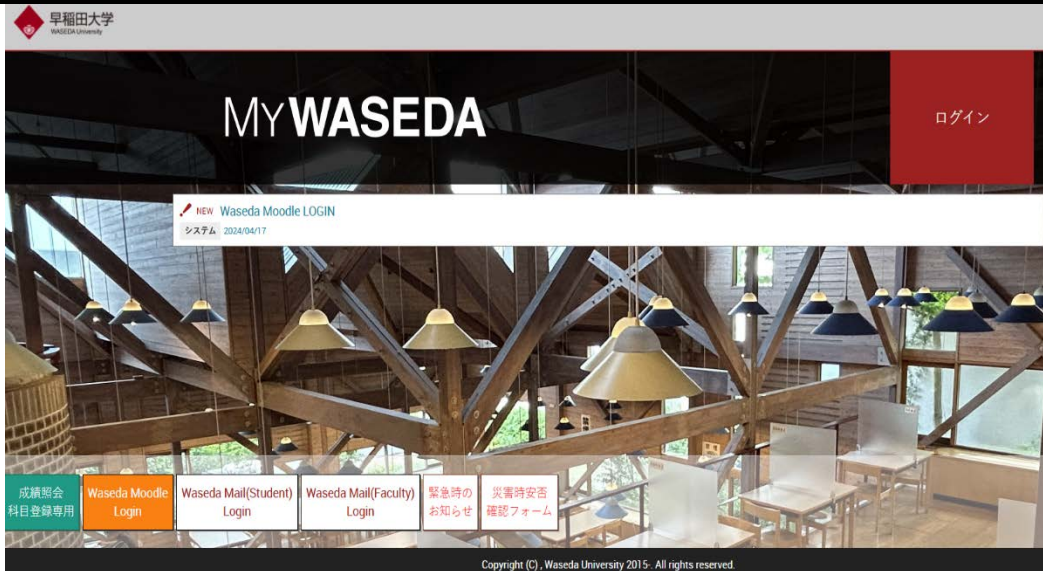 早稲田大学
WASEDA University
MYWASEDA
ログイン
NEW Waseda Moodle LOGIN
システム 2024/04/17
成績照会
科目登録専用
Waseda Moodle
Login
Waseda Mail(Student)
Login
Waseda Mail(Faculty)
Login
緊急時の
お知らせ
災害時安否
確認フォーム
Copyright (C) , Waseda University 2015-. All rights reserved.